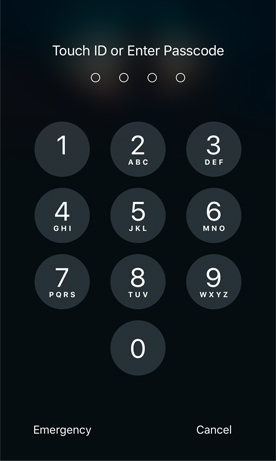 Touch ID or Enter Passcode
1 2 3
ABC DEF
4 5 6
GHI JKL MNO
7 8 9
PQRS TUV WXYZ
0
Emergency Cancel